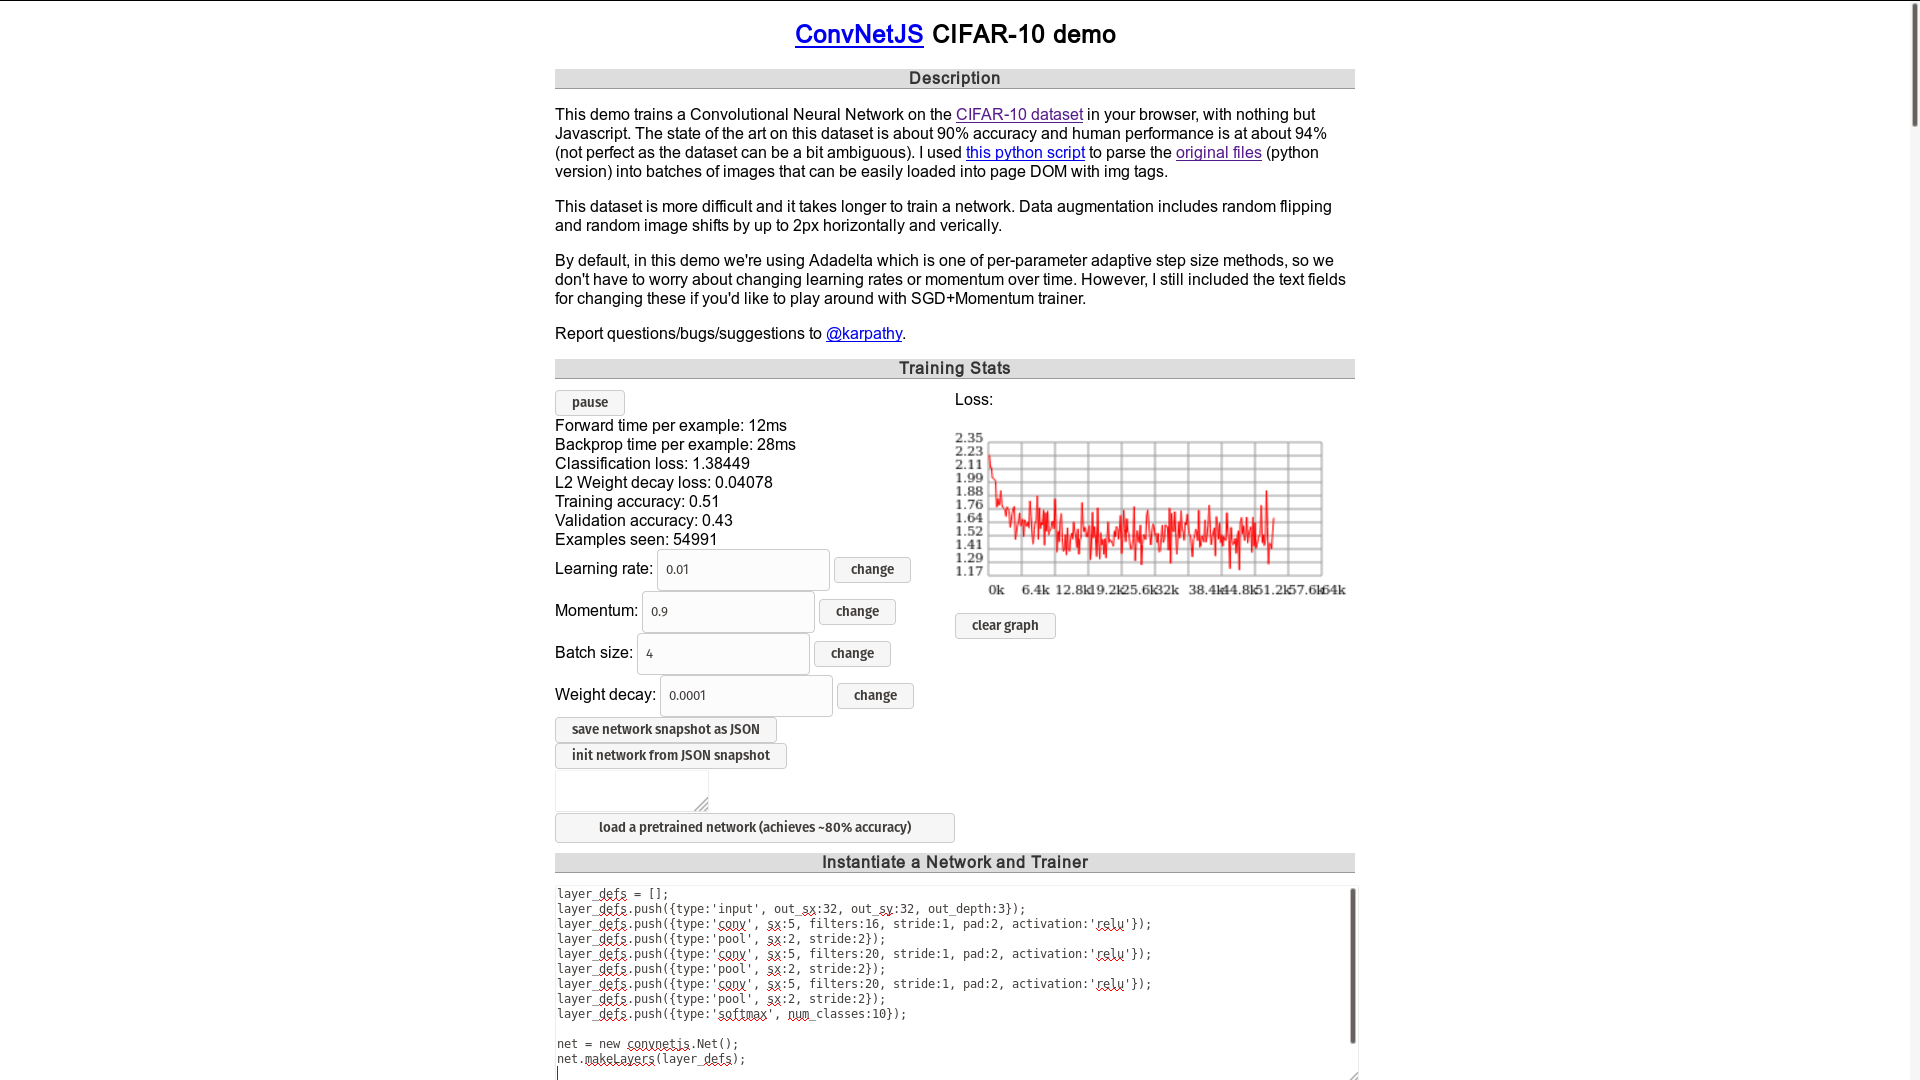 ConvNetJS CIFAR-10 demo
Description
This demo trains a Convolutional Neural Network on the CIFAR-10 dataset in your browser, with nothing but
Javascript. The state of the art on this dataset is about 90% accuracy and human performance is at about 94%
(not perfect as the dataset can be a bit ambiguous). I used this python script to parse the original files (python
version) into batches of images that can be easily loaded into page DOM with img tags.
This dataset is more difficult and it takes longer to train a network. Data augmentation includes random flipping
and random image shifts by up to 2px horizontally and verically.
By default, in this demo we're using Adadelta which is one of per-parameter adaptive step size methods, so we
don't have to worry about changing learning rates or momentum over time. However, I still included the text fields
for changing these if you'd like to play around with SGD+Momentum trainer.
Report questions/bugs/suggestions to @karpathy.
Training Stats
pause
Forward time per example: 12ms
Backprop time per example: 28ms
Classification loss: 1.38449
L2 Weight decay loss: 0.04078
Training accuracy: 0.51
Validation accuracy: 0.43
Examples seen: 54991
Learning rate: 0.01 change
Momentum: 0.9 change
Batch size: 4 change
Weight decay: 0.0001 change
save network snapshot as JSON
init network from JSON snapshot
load a pretrained network (achieves ~80% accuracy)
Loss:
2.35
2.23
2.11
1.99
1.88
1.76
1.64
1.52
1.41
1.29
1.17
0k 6.4k 12.8k 19.2k 25.6k 32k 38.4k 44.8k 51.2k 57.6k 64k
clear graph
Instantiate a Network and Trainer
layer_defs = [];
layer_defs.push({type:'input', out_sx:32, out_sy:32, out_depth:3});
layer_defs.push({type:'conv', sx:5, filters:16, stride:1, pad:2, activation:'relu'});
layer_defs.push({type:'pool', sx:2, stride:2});
layer_defs.push({type:'conv', sx:5, filters:20, stride:1, pad:2, activation:'relu'});
layer_defs.push({type:'pool', sx:2, stride:2});
layer_defs.push({type:'conv', sx:5, filters:20, stride:1, pad:2, activation:'relu'});
layer_defs.push({type:'pool', sx:2, stride:2});
layer_defs.push({type:'softmax', num_classes:10});
net = new convnetjs.Net();
net.makeLayers(layer_defs);